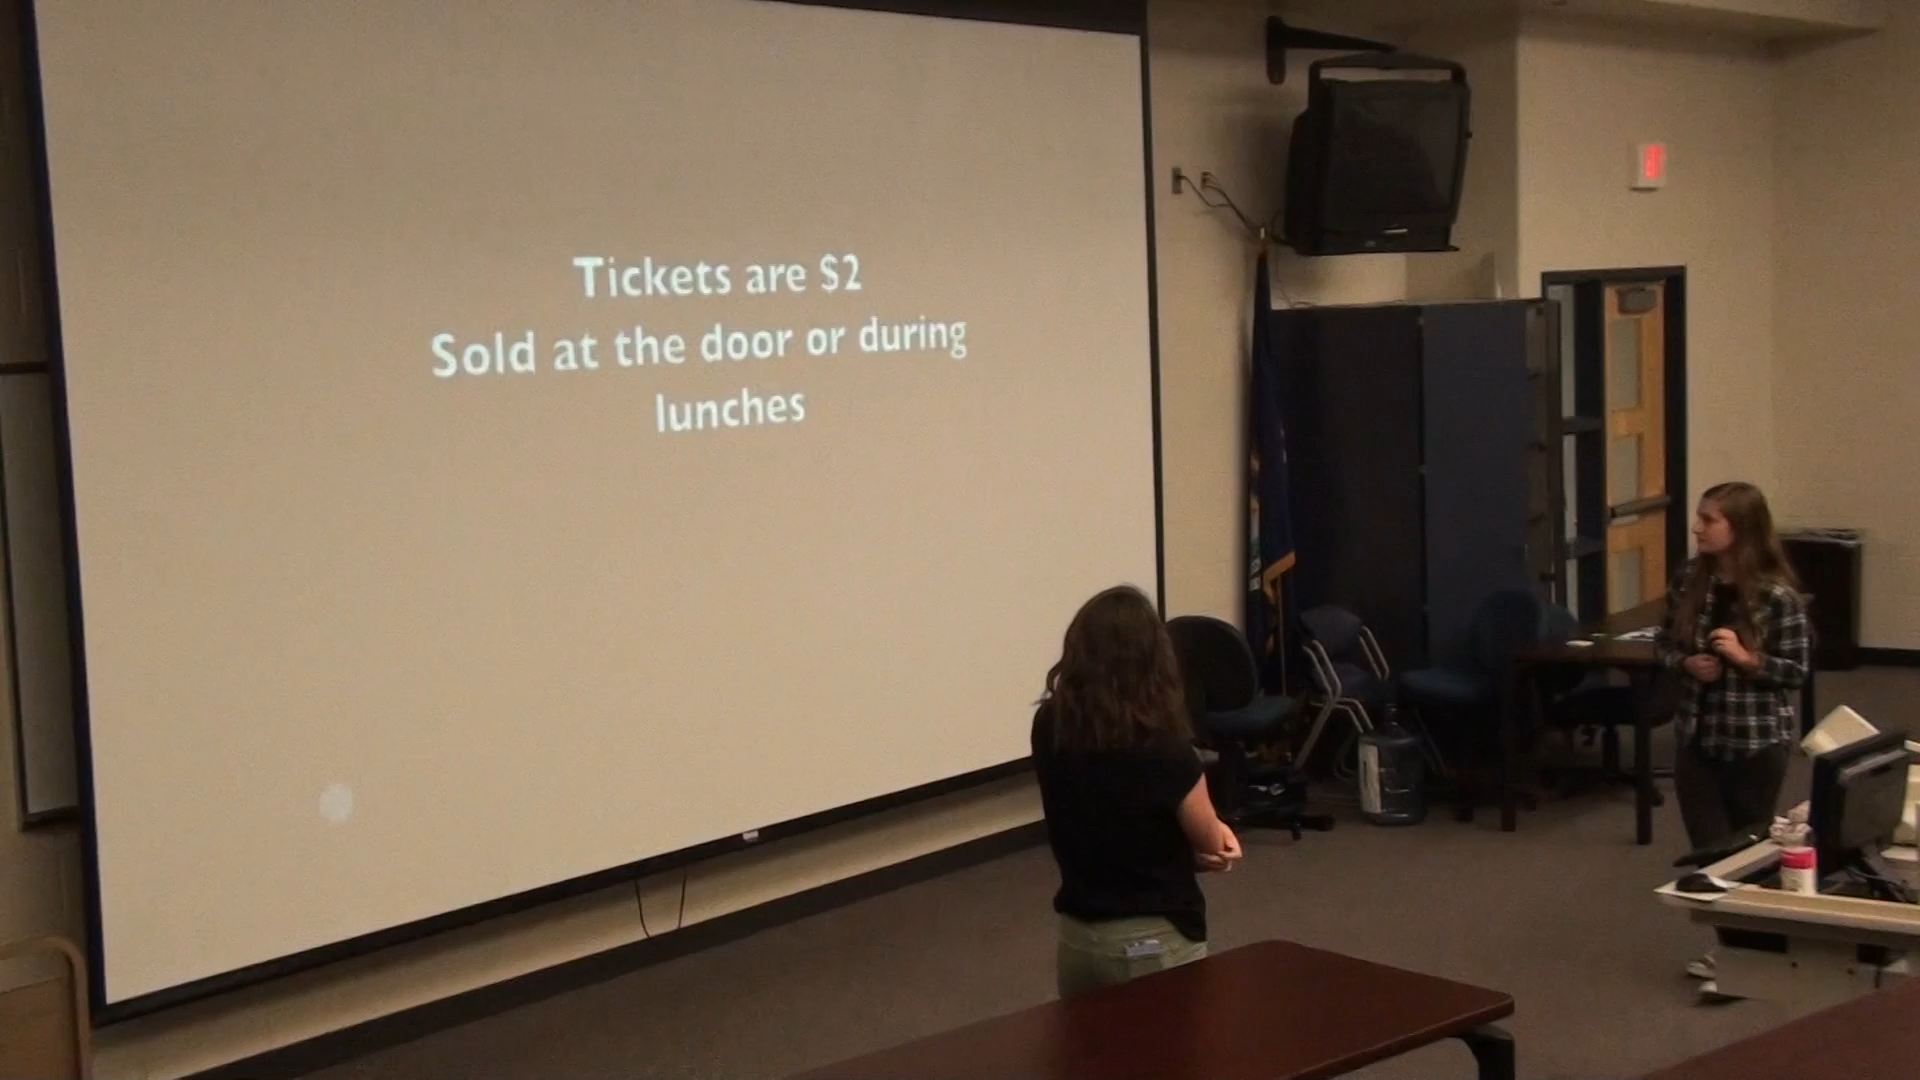 Tickets are $2
Sold at the door or during
lunches